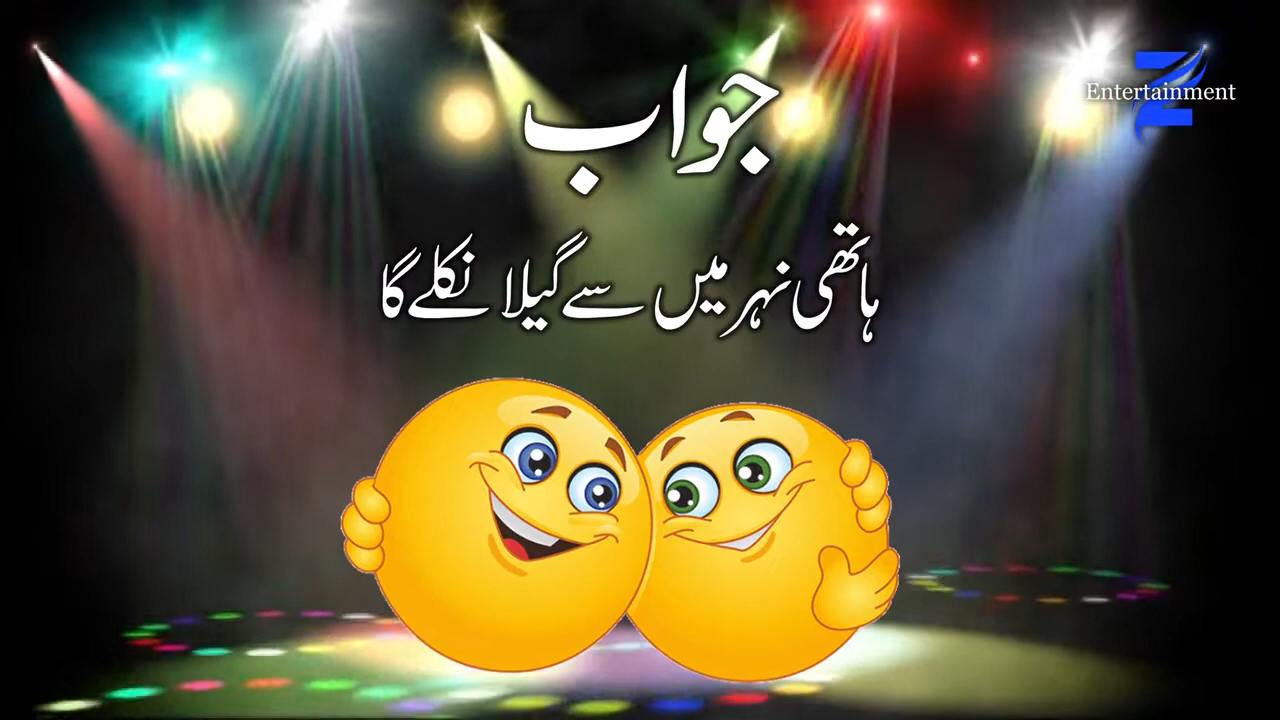 جواب
ہاتھی نہر میں سے گیلا نکلے گا
Z
Entertainment